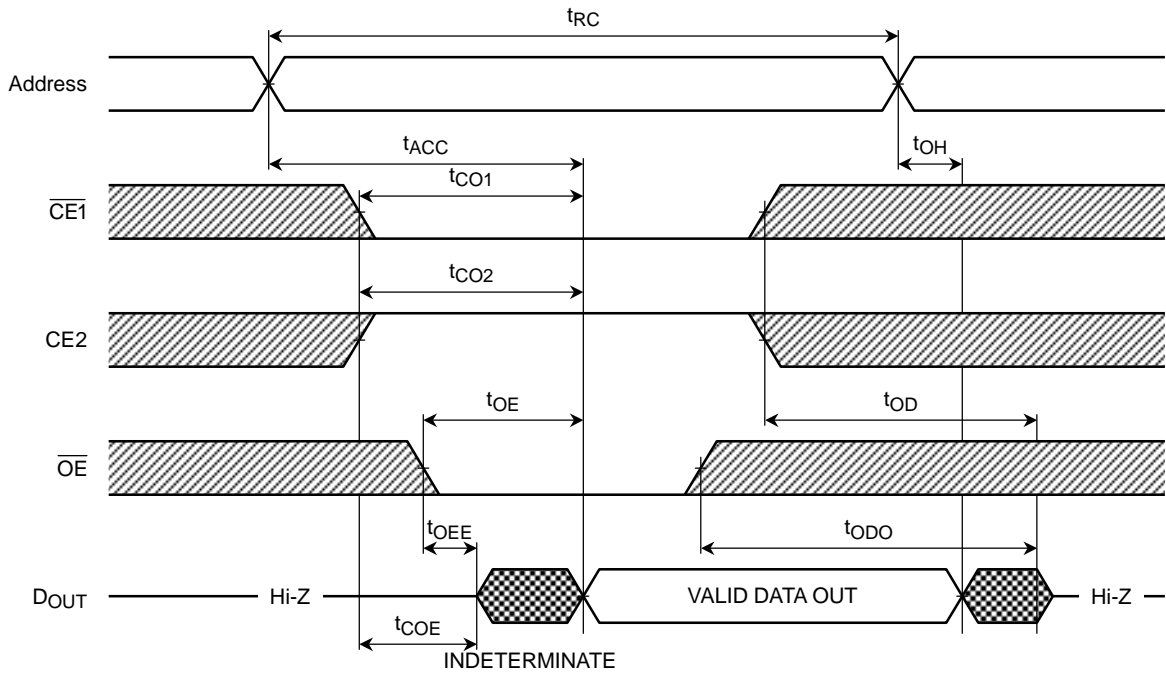 tRC
Address
tACC
tOH
tCO1
CE1
tCO2
CE2
tOE
tOD
OE
tOEE
tODO
DOUT
Hi-Z
VALID DATA OUT
Hi-Z
tCOE
INDETERMINATE